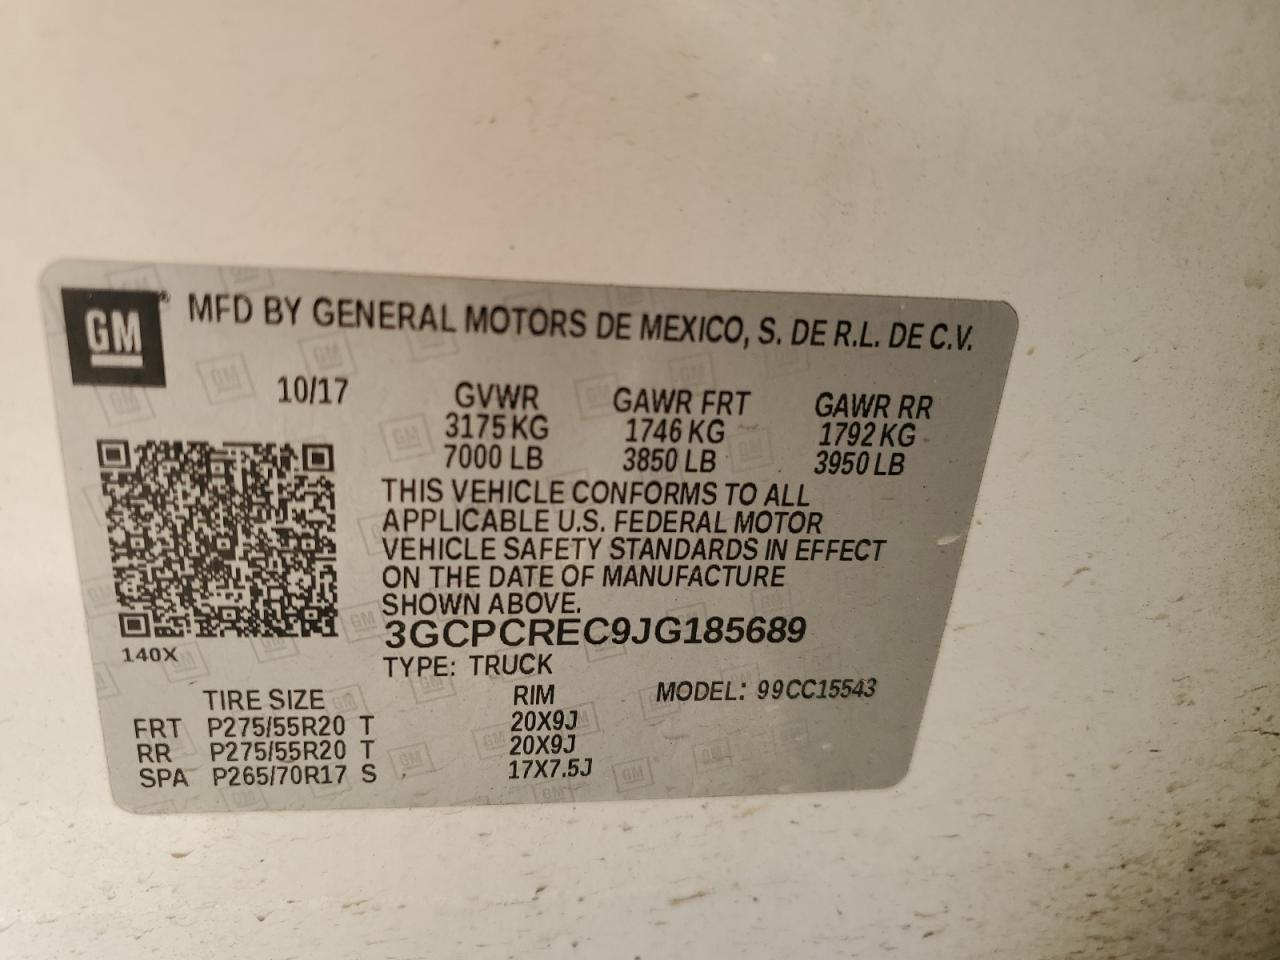 GM® MFD BY GENERAL MOTORS DE MEXICO, S. DE R.L. DE C.V.
10/17 GVWR GAWR FRT GAWR RR
3175 KG 1746 KG 1792 KG
7000 LB 3850 LB 3950 LB
THIS VEHICLE CONFORMS TO ALL
APPLICABLE U.S. FEDERAL MOTOR
VEHICLE SAFETY STANDARDS IN EFFECT
ON THE DATE OF MANUFACTURE
SHOWN ABOVE.
3GCPCREC9JG185689
140X
TYPE: TRUCK
TIRE SIZE RIM MODEL: 99CC15543
FRT P275/55R20 T 20X9J
RR P275/55R20 T 20X9J
SPA P265/70R17 S 17X7.5J